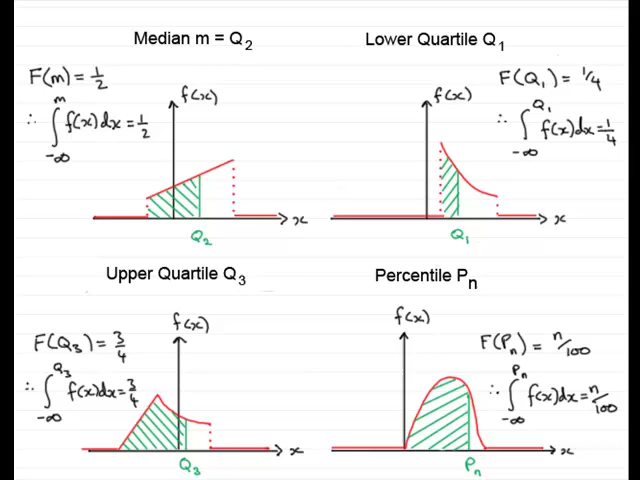 Median m = Q₂
F(m) = 1/2
∴ ∫_{-∞}^{m} f(x)dx = 1/2
f(x)
x
Q₂
Lower Quartile Q₁
F(Q₁) = 1/4
∴ ∫_{-∞}^{Q₁} f(x)dx = 1/4
f(x)
x
Q₁
Upper Quartile Q₃
F(Q₃) = 3/4
∴ ∫_{-∞}^{Q₃} f(x)dx = 3/4
f(x)
x
Q₃
Percentile Pₙ
F(Pₙ) = n/100
∴ ∫_{-∞}^{Pₙ} f(x)dx = n/100
f(x)
x
Pₙ